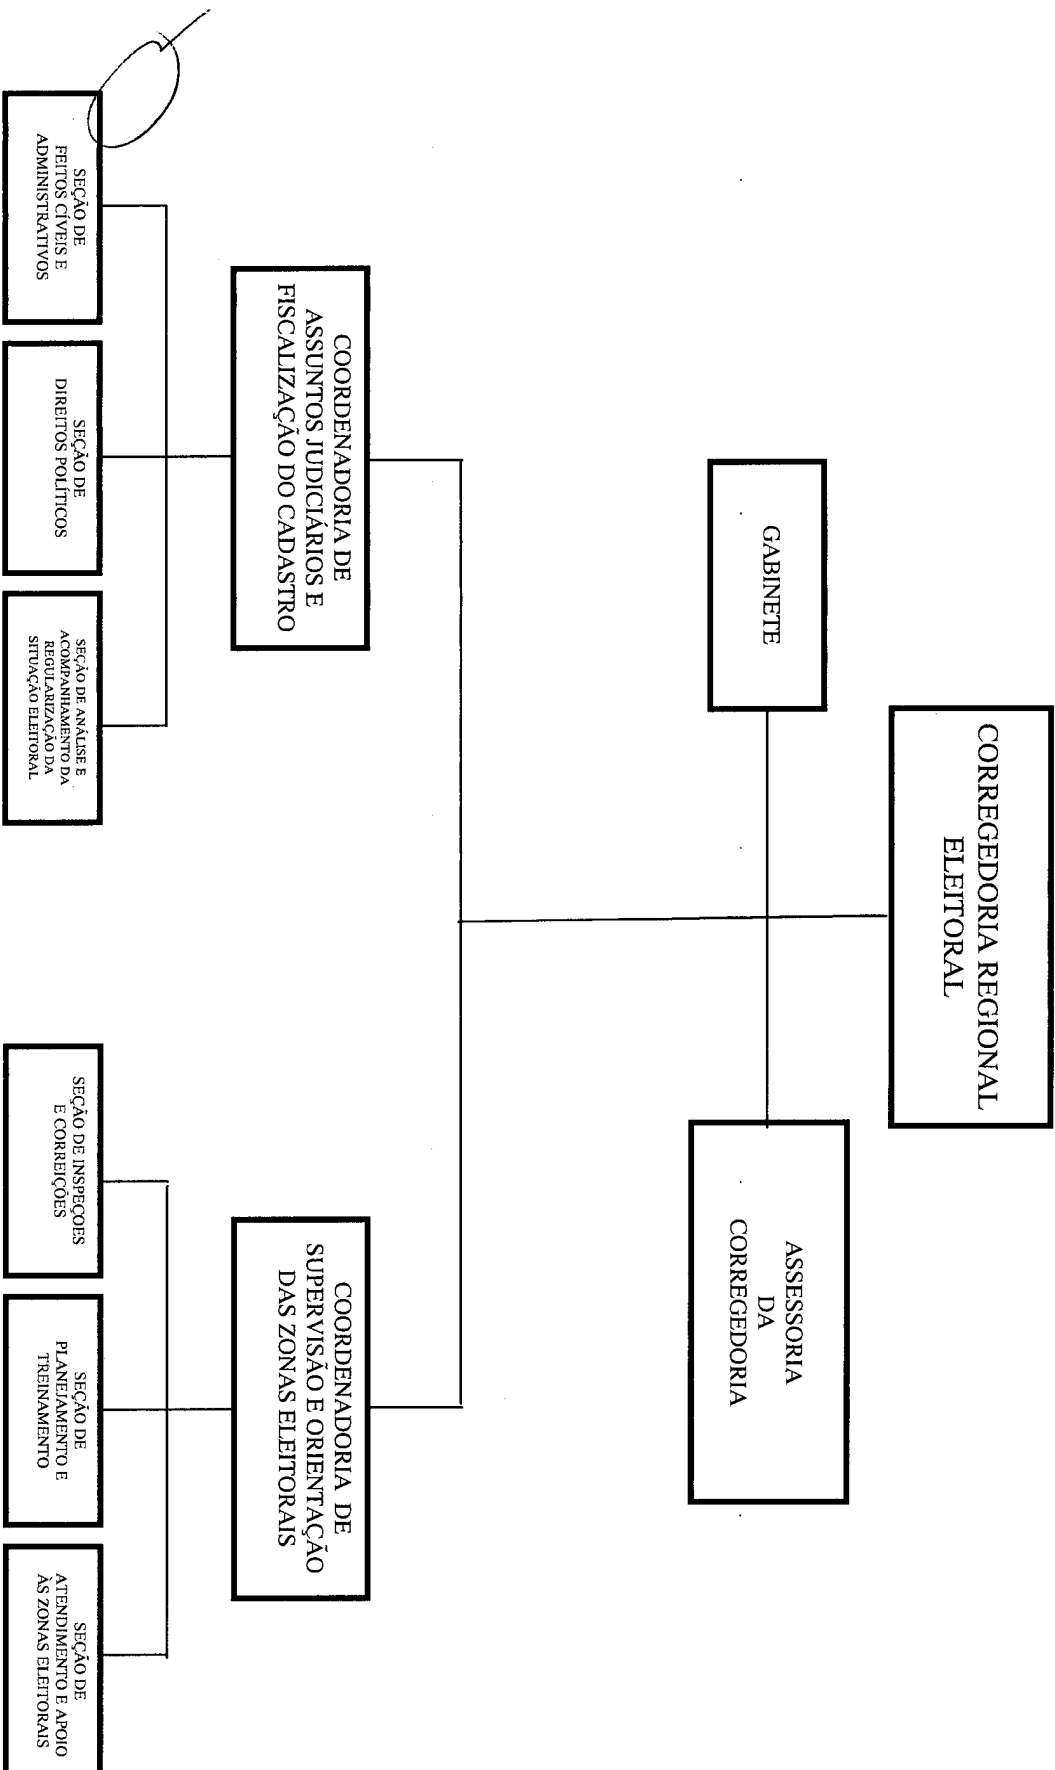 CORREGEDORIA REGIONAL
ELEITORAL
GABINETE
ASSESSORIA
DA
CORREGEDORIA
COORDENADORIA DE
ASSUNTOS JUDICIÁRIOS E
FISCALIZAÇÃO DO CADASTRO
COORDENADORIA DE
SUPERVISÃO E ORIENTAÇÃO
DAS ZONAS ELEITORAIS
SEÇÃO DE
FEITOS CÍVEIS E
ADMINISTRATIVOS
SEÇÃO DE
DIREITOS POLÍTICOS
SEÇÃO DE ANÁLISE E
ACOMPANHAMENTO DA
REGULARIZAÇÃO DA
SITUAÇÃO ELEITORAL
SEÇÃO DE INSPEÇOES
E CORREIÇÕES
SEÇÃO DE
PLANEJAMENTO E
TREINAMENTO
SEÇÃO DE
ATENDIMENTO E APOIO
ÀS ZONAS ELEITORAIS